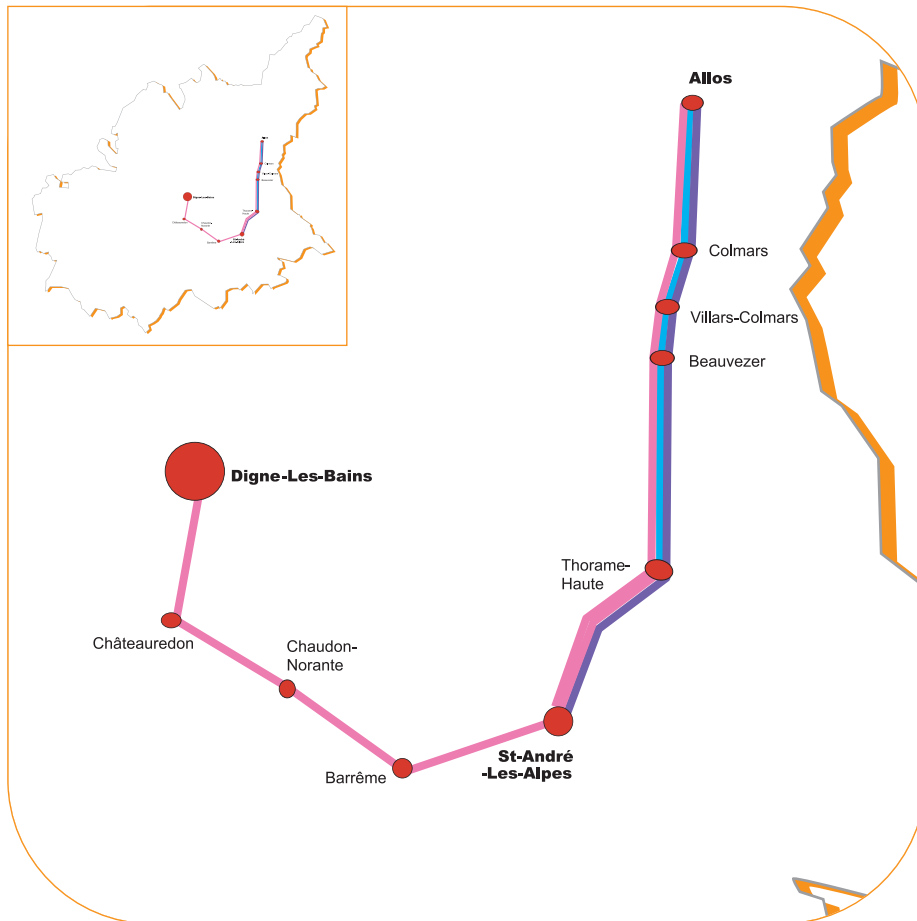 Allos
Colmars
Villars-Colmars
Beauvezer
Digne-Les-Bains
Thorame-
Haute
Châteauredon
Chaudon-
Norante
St-André
-Les-Alpes
Barrême